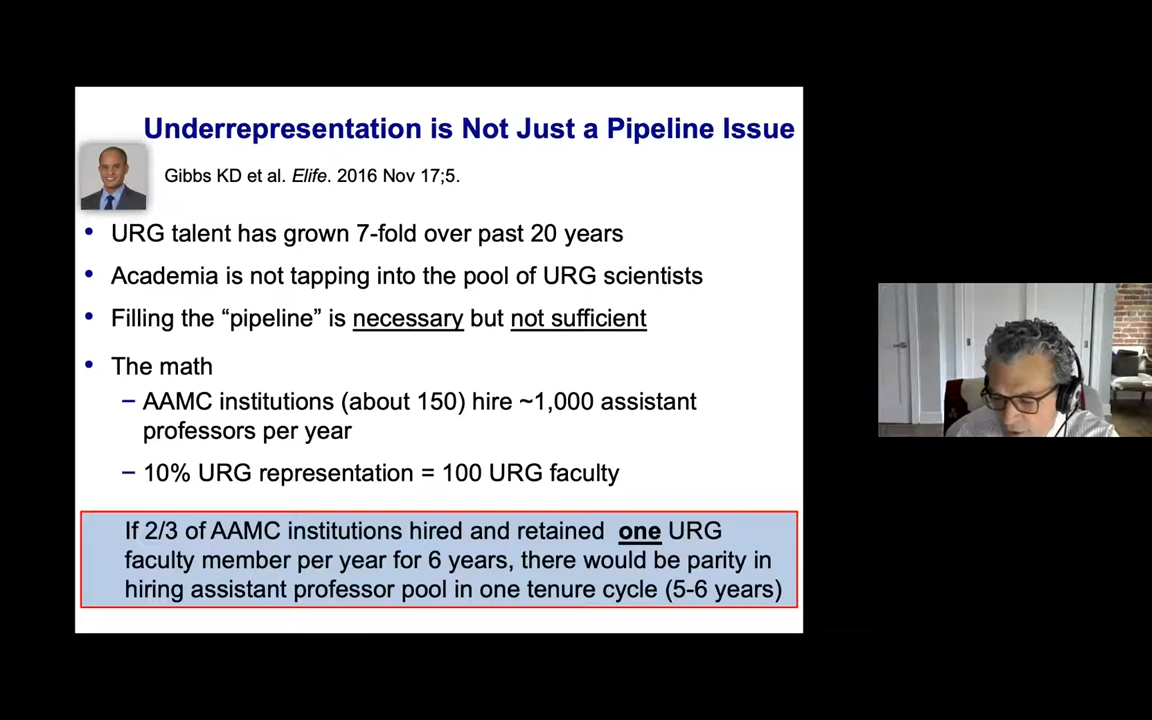 Underrepresentation is Not Just a Pipeline Issue
Gibbs KD et al. Elife. 2016 Nov 17;5.
• URG talent has grown 7-fold over past 20 years
• Academia is not tapping into the pool of URG scientists
• Filling the “pipeline” is necessary but not sufficient
• The math
– AAMC institutions (about 150) hire ~1,000 assistant
professors per year
– 10% URG representation = 100 URG faculty
If 2/3 of AAMC institutions hired and retained one URG
faculty member per year for 6 years, there would be parity in
hiring assistant professor pool in one tenure cycle (5-6 years)